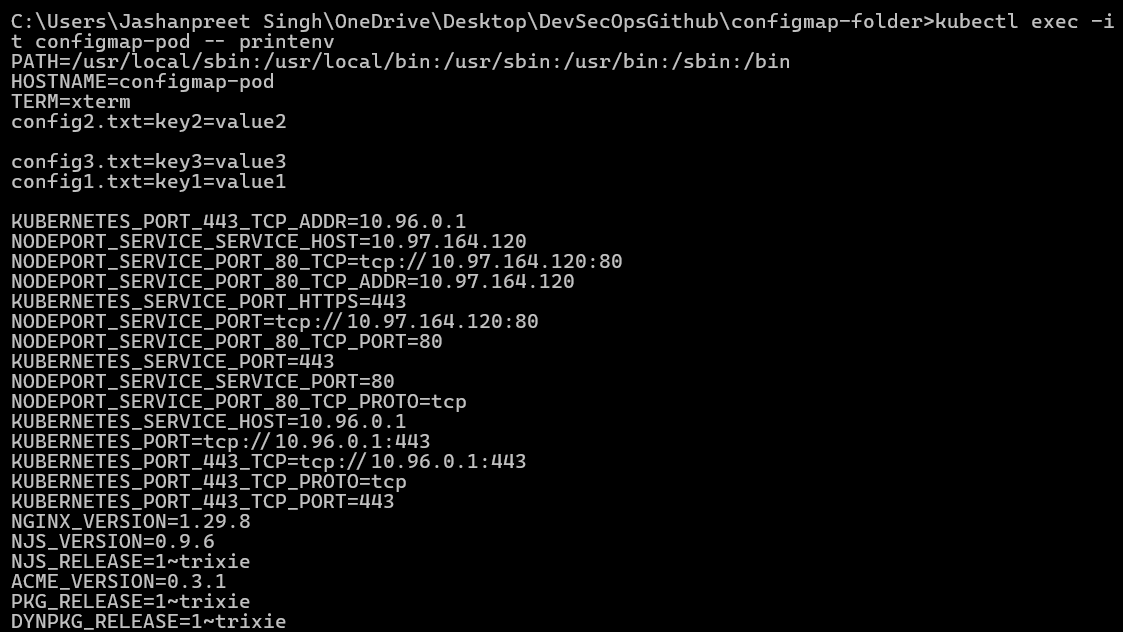 C:\Users\Jashanpreet Singh\OneDrive\Desktop\DevSecOpsGithub\configmap-folder>kubectl exec -i
t configmap-pod -- printenv
PATH=/usr/local/sbin:/usr/local/bin:/usr/sbin:/usr/bin:/sbin:/bin
HOSTNAME=configmap-pod
TERM=xterm
config2.txt=key2=value2
config3.txt=key3=value3
config1.txt=key1=value1
KUBERNETES_PORT_443_TCP_ADDR=10.96.0.1
NODEPORT_SERVICE_SERVICE_HOST=10.97.164.120
NODEPORT_SERVICE_PORT_80_TCP=tcp://10.97.164.120:80
NODEPORT_SERVICE_PORT_80_TCP_ADDR=10.97.164.120
KUBERNETES_SERVICE_PORT_HTTPS=443
NODEPORT_SERVICE_PORT=tcp://10.97.164.120:80
NODEPORT_SERVICE_PORT_80_TCP_PORT=80
KUBERNETES_SERVICE_PORT=443
NODEPORT_SERVICE_SERVICE_PORT=80
NODEPORT_SERVICE_PORT_80_TCP_PROTO=tcp
KUBERNETES_SERVICE_HOST=10.96.0.1
KUBERNETES_PORT=tcp://10.96.0.1:443
KUBERNETES_PORT_443_TCP=tcp://10.96.0.1:443
KUBERNETES_PORT_443_TCP_PROTO=tcp
KUBERNETES_PORT_443_TCP_PORT=443
NGINX_VERSION=1.29.8
NJS_VERSION=0.9.6
NJS_RELEASE=1~trixie
ACME_VERSION=0.3.1
PKG_RELEASE=1~trixie
DYNPKG_RELEASE=1~trixie